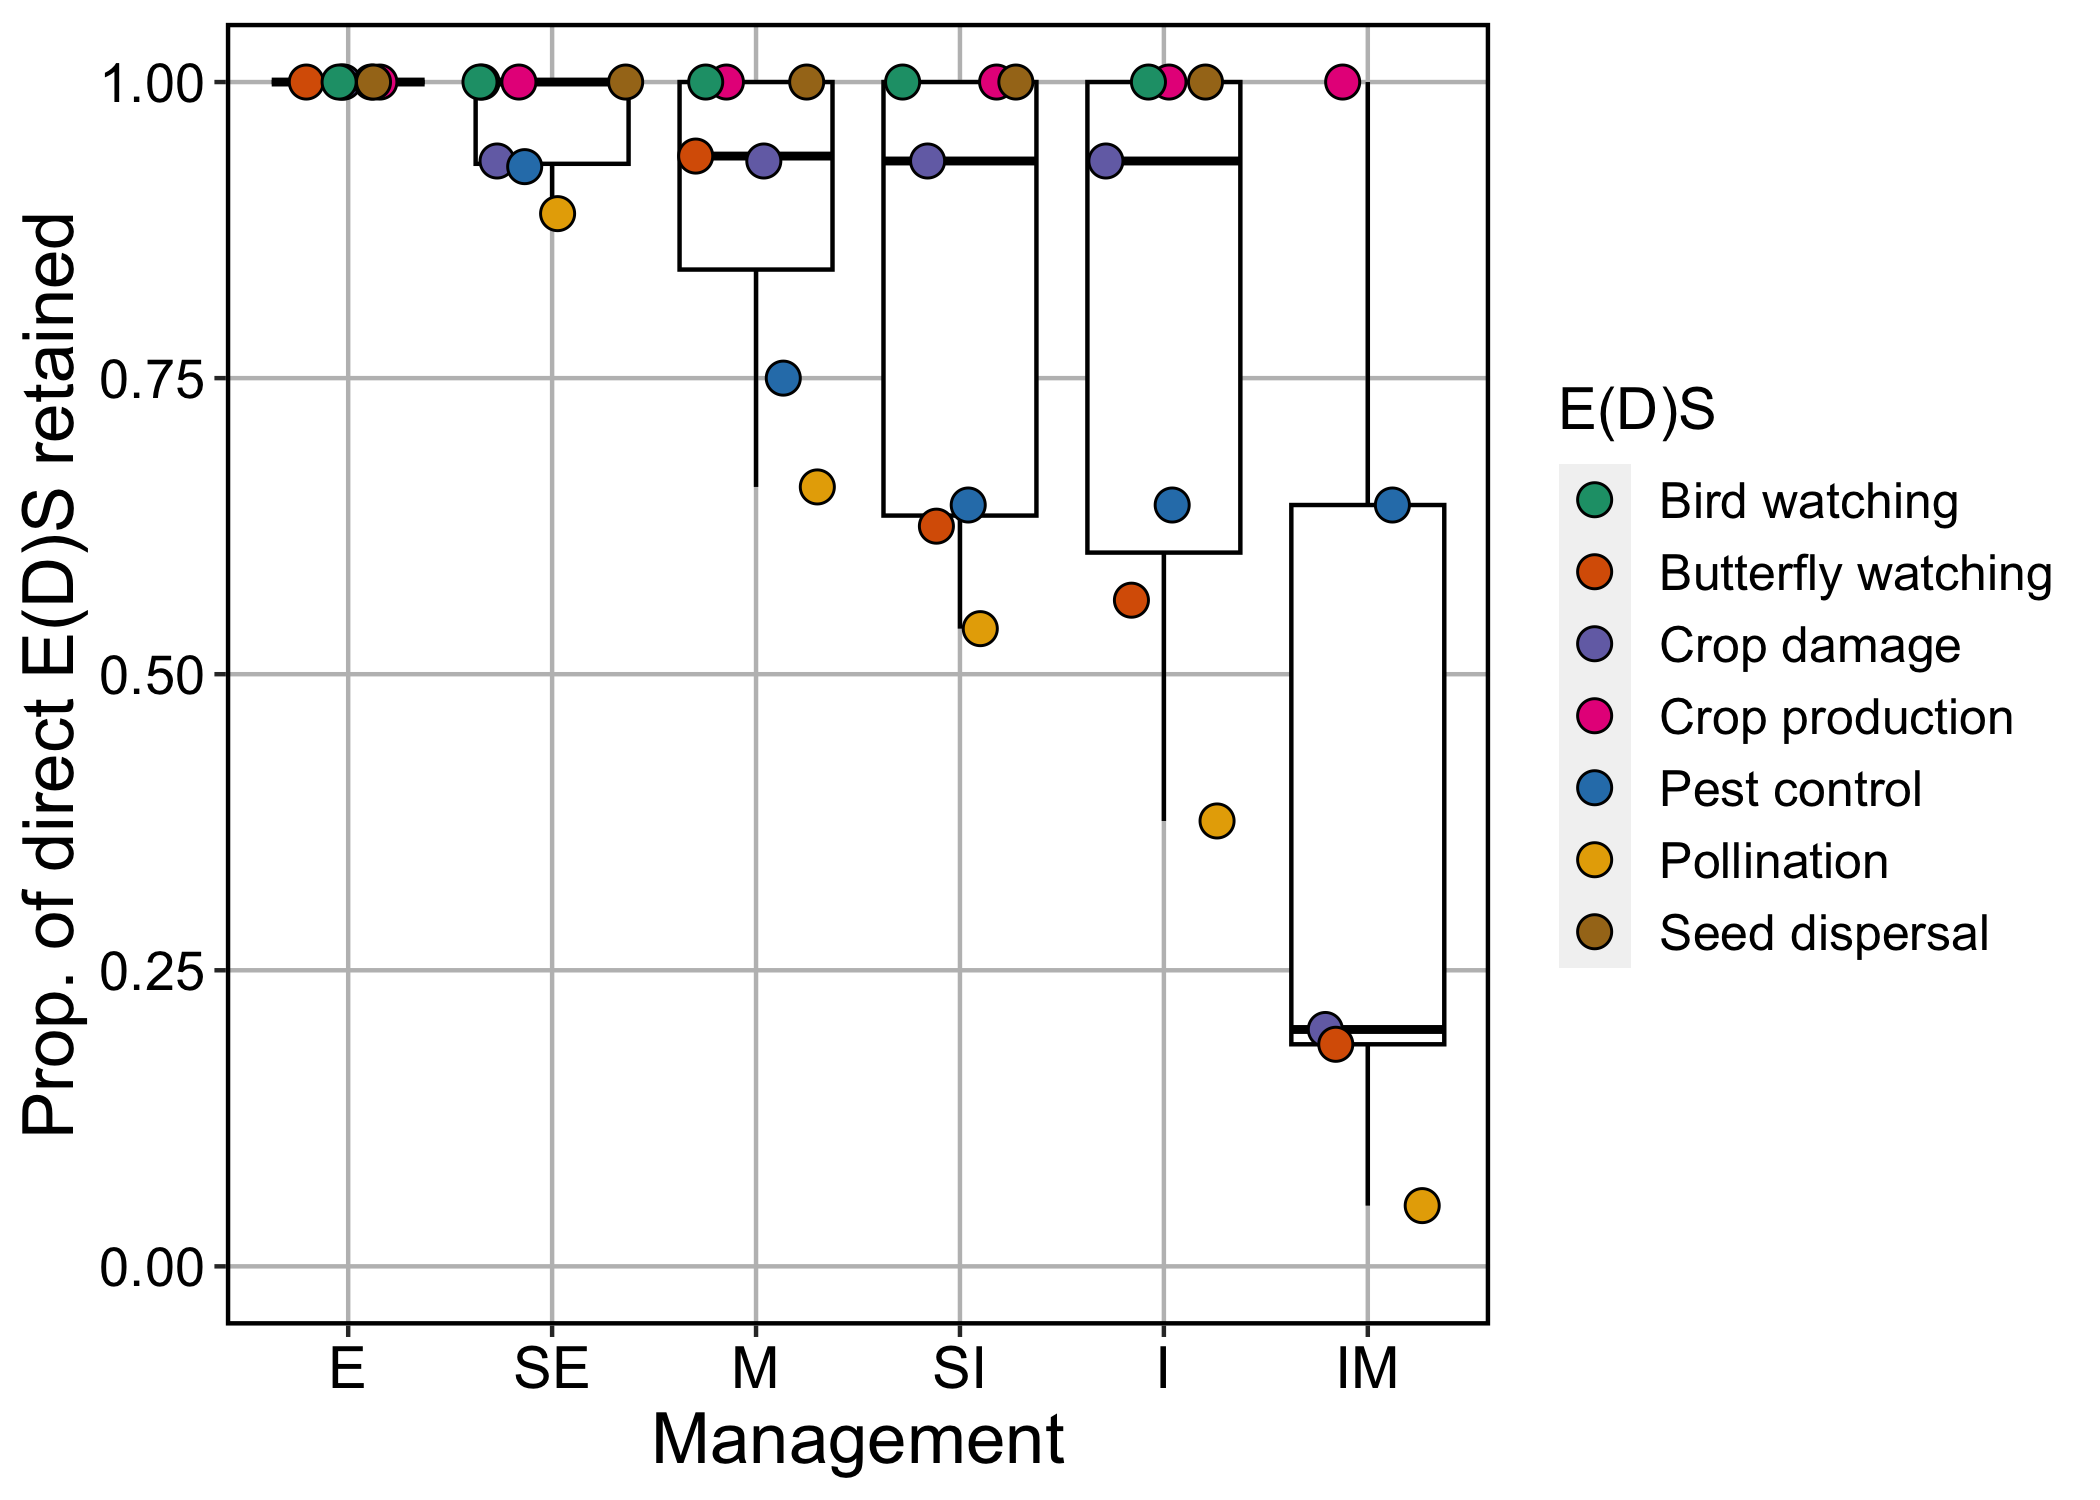 Prop. of direct E(D)S retained
1.00
0.75
0.50
0.25
0.00
E SE M SI I IM
Management
E(D)S
Bird watching
Butterfly watching
Crop damage
Crop production
Pest control
Pollination
Seed dispersal